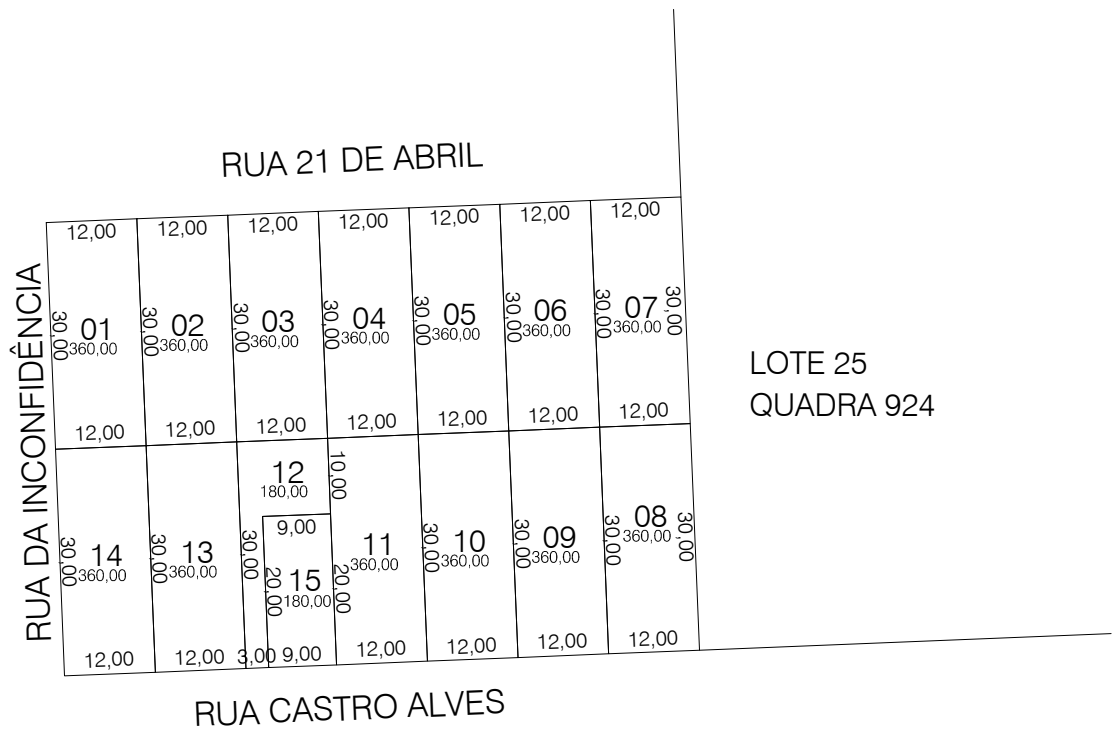 RUA 21 DE ABRIL
12,00 12,00 12,00 12,00 12,00 12,00 12,00
RUA DA INCONFIDÊNCIA
30,00 01 360,00
30,00 02 360,00
30,00 03 360,00
30,00 04 360,00
30,00 05 360,00
30,00 06 360,00
30,00 07 360,00 30,00
LOTE 25
QUADRA 924
12,00 12,00 12,00 12,00 12,00 12,00 12,00
30,00 14 360,00
30,00 13 360,00
30,00 12 180,00 10,00
9,00
20,00 15 180,00 20,00
11 360,00
30,00 10 360,00
30,00 09 360,00
30,00 08 360,00 30,00
12,00 12,00 3,00 9,00 12,00 12,00 12,00 12,00
RUA CASTRO ALVES